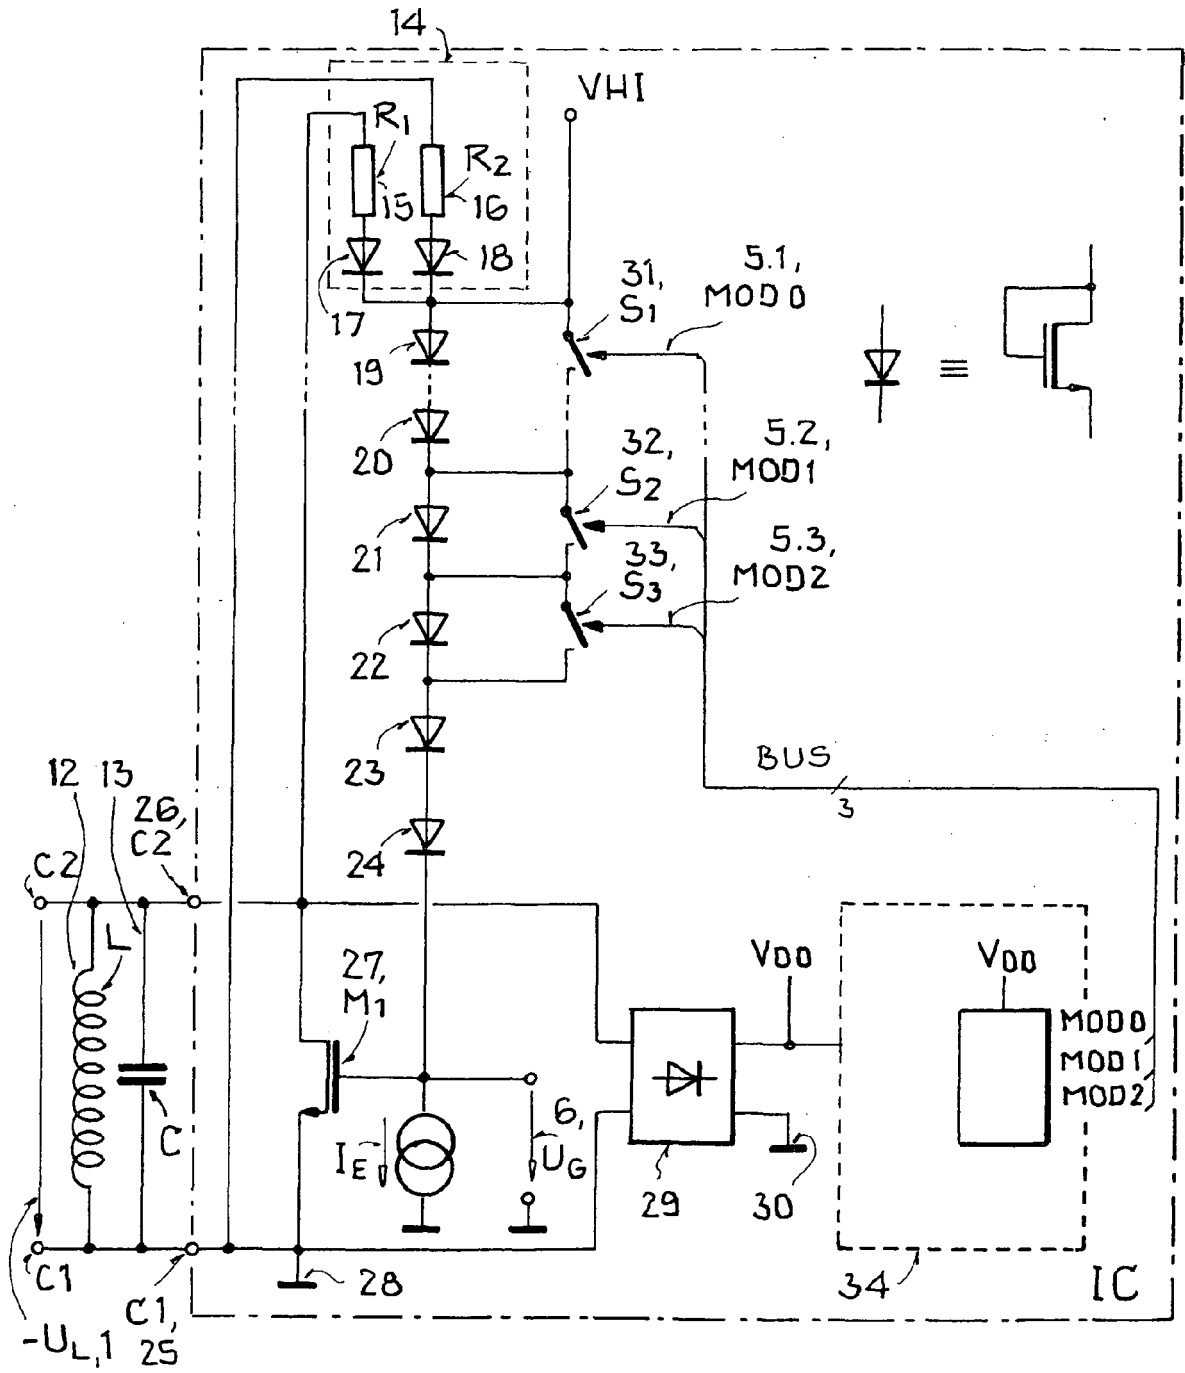 14
VHI
R1
R2
15
16
18
17
31,
S1
5.1,
MOD0
19
≡
20
32,
S2
5.2,
MOD1
21
33,
S3
5.3,
MOD2
22
23
BUS
3
12
13
26,
C2
24
C2
L
27,
M1
VDD
VDD
MOD0
MOD1
MOD2
C
IE
6,
UG
29
30
C1
28
34
IC
C1,
25
-UL,1